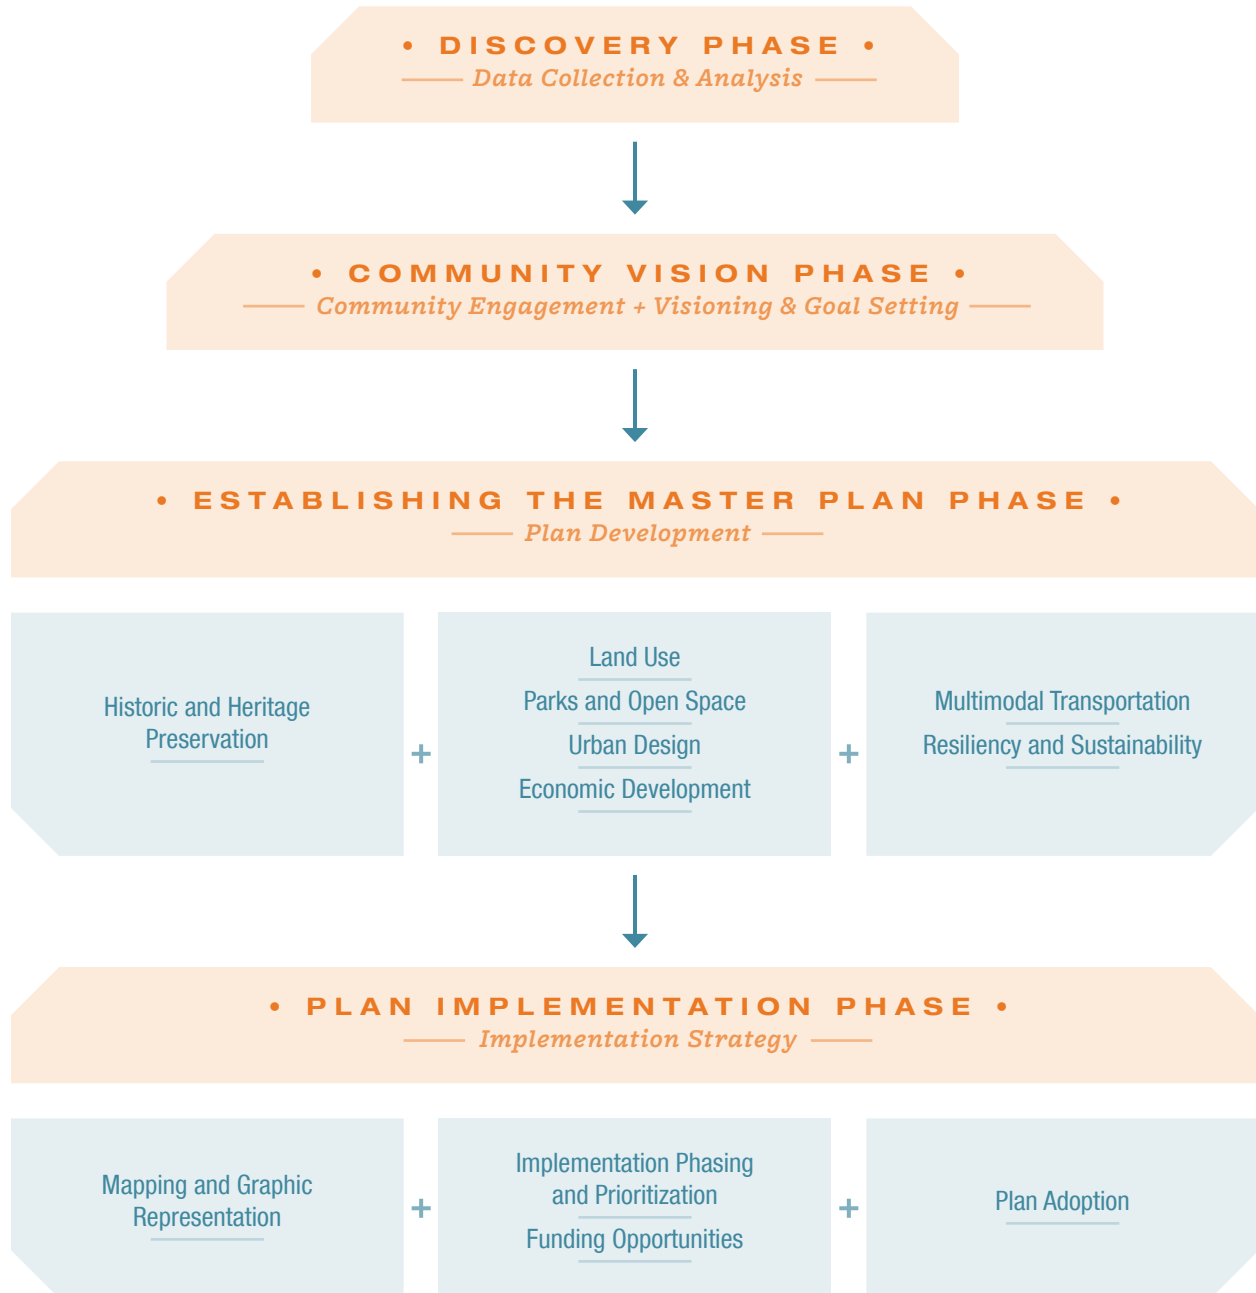 • DISCOVERY PHASE •
Data Collection & Analysis
• COMMUNITY VISION PHASE •
Community Engagement + Visioning & Goal Setting
• ESTABLISHING THE MASTER PLAN PHASE •
Plan Development
Historic and Heritage
Preservation
+
Land Use
Parks and Open Space
Urban Design
Economic Development
+
Multimodal Transportation
Resiliency and Sustainability
• PLAN IMPLEMENTATION PHASE •
Implementation Strategy
Mapping and Graphic
Representation
+
Implementation Phasing
and Prioritization
Funding Opportunities
+
Plan Adoption